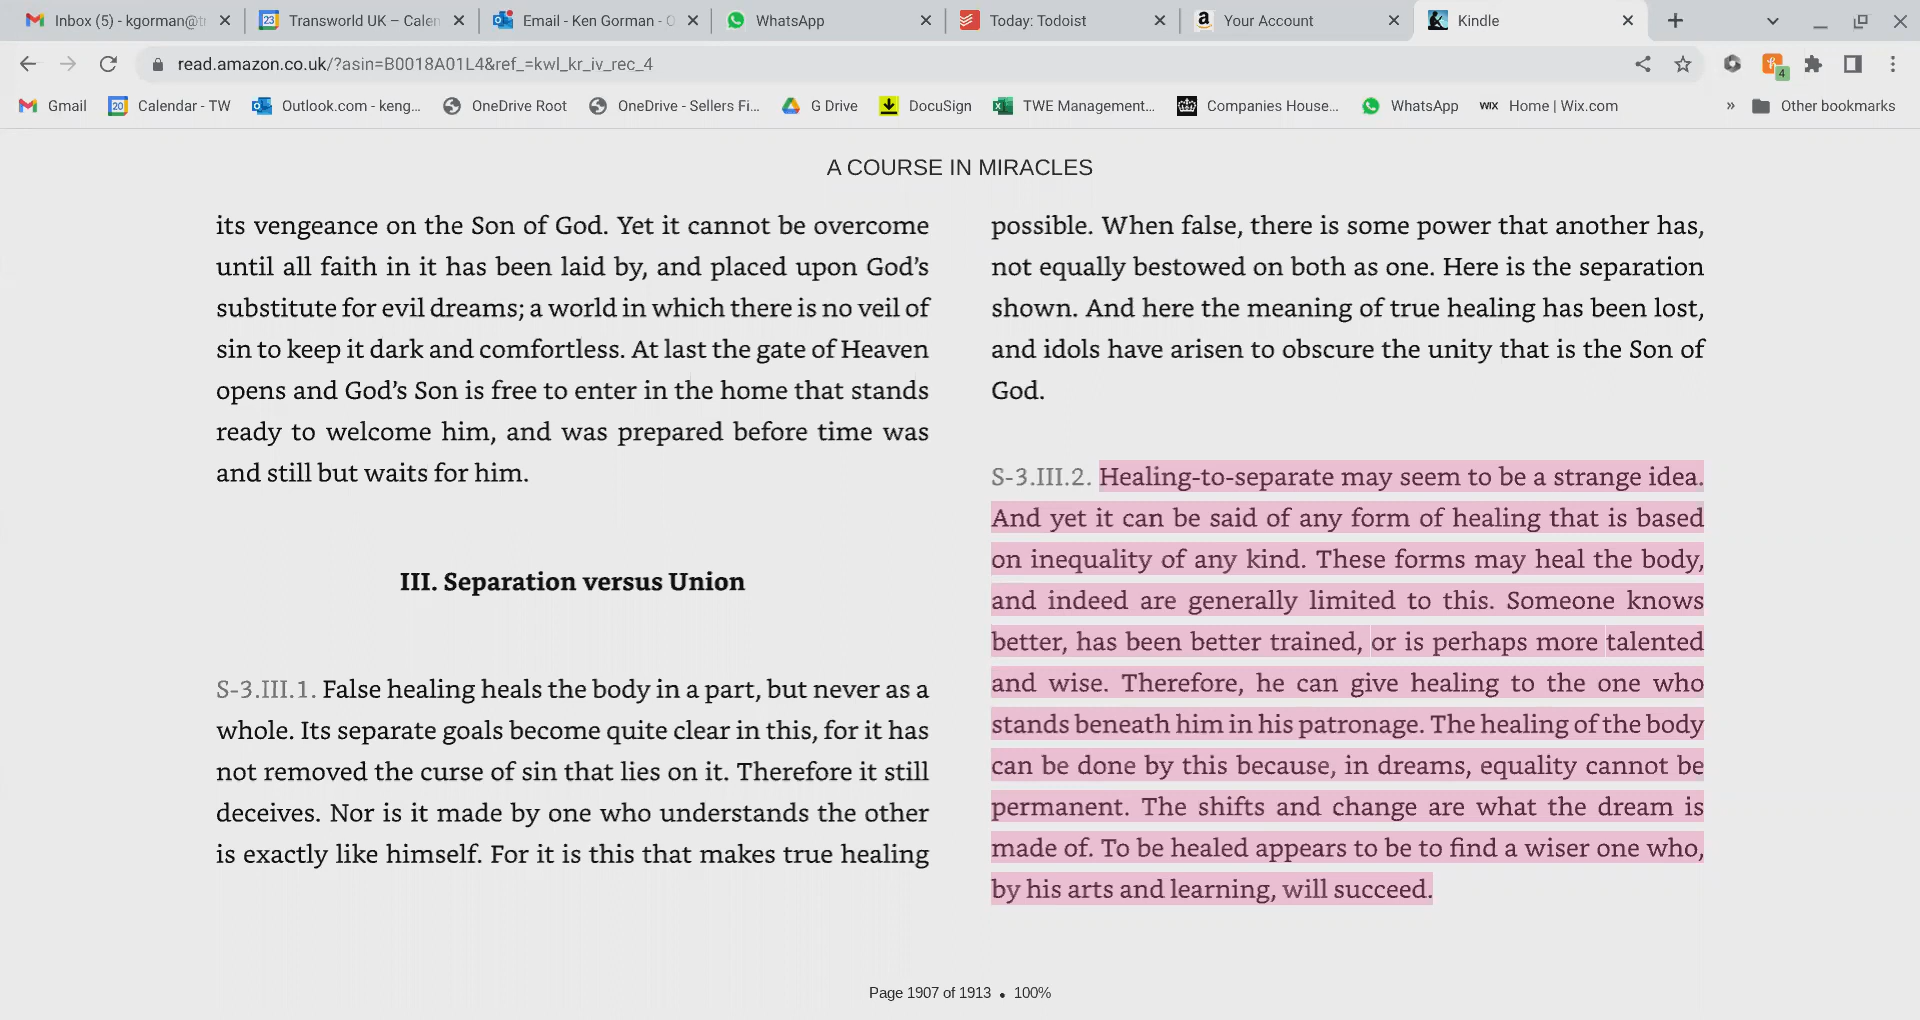 Inbox (5) - kgorman@t
Transworld UK – Calen
Email - Ken Gorman - O
WhatsApp
Today: Todoist
Your Account
Kindle
read.amazon.co.uk/?asin=B0018A01L4&ref_=kwl_kr_iv_rec_4
4
Gmail
Calendar - TW
Outlook.com - keng...
OneDrive Root
OneDrive - Sellers Fi...
G Drive
DocuSign
TWE Management...
Companies House...
WhatsApp
WIX Home | Wix.com
» Other bookmarks
A COURSE IN MIRACLES
its vengeance on the Son of God. Yet it cannot be overcome
until all faith in it has been laid by, and placed upon God’s
substitute for evil dreams; a world in which there is no veil of
sin to keep it dark and comfortless. At last the gate of Heaven
opens and God’s Son is free to enter in the home that stands
ready to welcome him, and was prepared before time was
and still but waits for him.
III. Separation versus Union
S-3.III.1. False healing heals the body in a part, but never as a
whole. Its separate goals become quite clear in this, for it has
not removed the curse of sin that lies on it. Therefore it still
deceives. Nor is it made by one who understands the other
is exactly like himself. For it is this that makes true healing
possible. When false, there is some power that another has,
not equally bestowed on both as one. Here is the separation
shown. And here the meaning of true healing has been lost,
and idols have arisen to obscure the unity that is the Son of
God.
S-3.III.2. Healing-to-separate may seem to be a strange idea.
And yet it can be said of any form of healing that is based
on inequality of any kind. These forms may heal the body,
and indeed are generally limited to this. Someone knows
better, has been better trained, or is perhaps more talented
and wise. Therefore, he can give healing to the one who
stands beneath him in his patronage. The healing of the body
can be done by this because, in dreams, equality cannot be
permanent. The shifts and change are what the dream is
made of. To be healed appears to be to find a wiser one who,
by his arts and learning, will succeed.
Page 1907 of 1913 • 100%